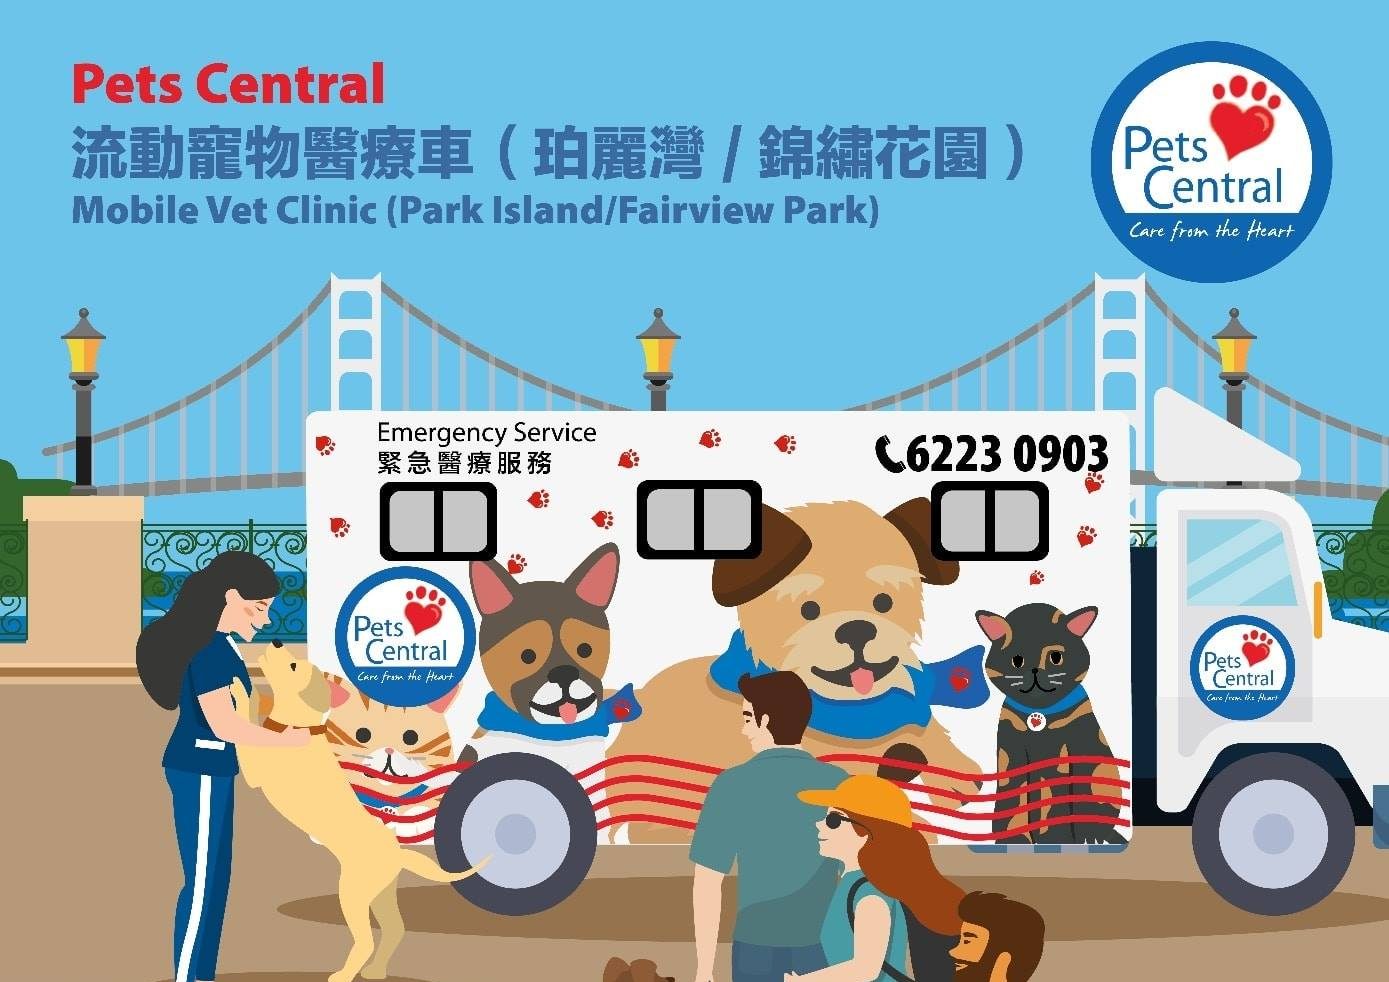 Pets Central
流動寵物醫療車（珀麗灣 / 錦繡花園）
Mobile Vet Clinic (Park Island/Fairview Park)
Pets
Central
Care from the Heart
Emergency Service
緊急醫療服務
6223 0903
Pets
Central
Care from the Heart
Pets
Central
Care from the Heart